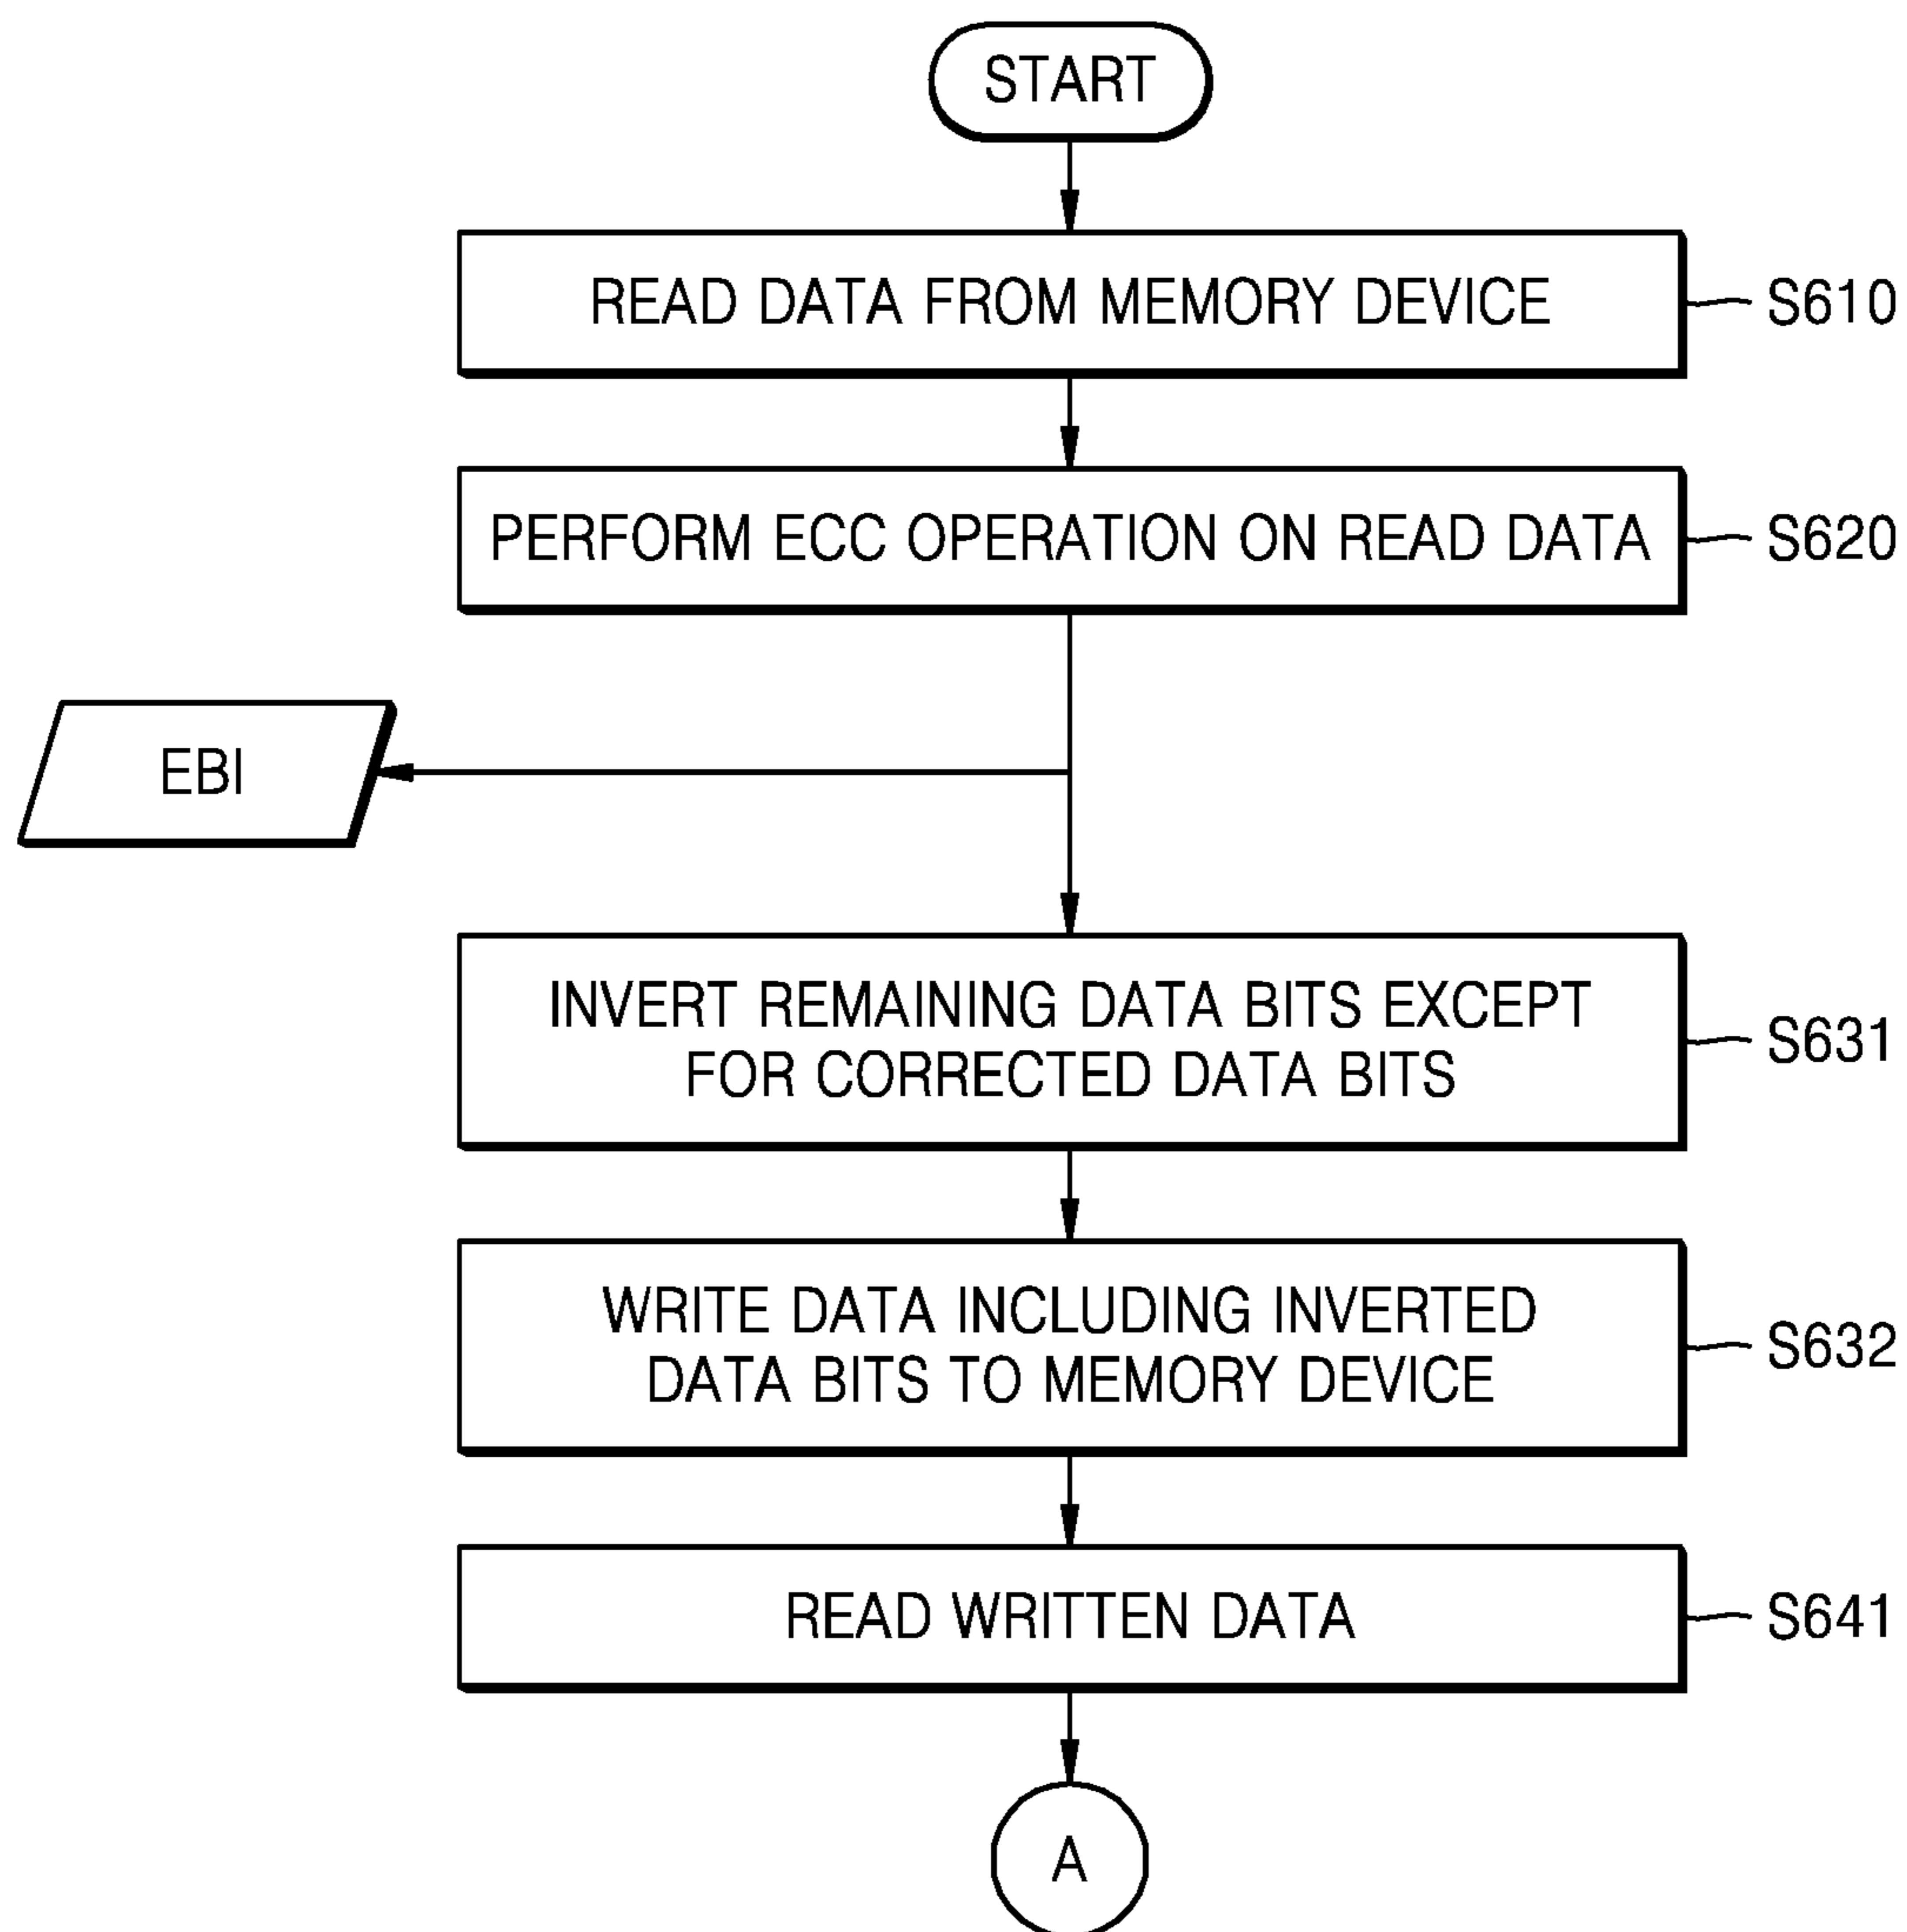 START
READ DATA FROM MEMORY DEVICE
S610
PERFORM ECC OPERATION ON READ DATA
S620
EBI
INVERT REMAINING DATA BITS EXCEPT
FOR CORRECTED DATA BITS
S631
WRITE DATA INCLUDING INVERTED
DATA BITS TO MEMORY DEVICE
S632
READ WRITTEN DATA
S641
A